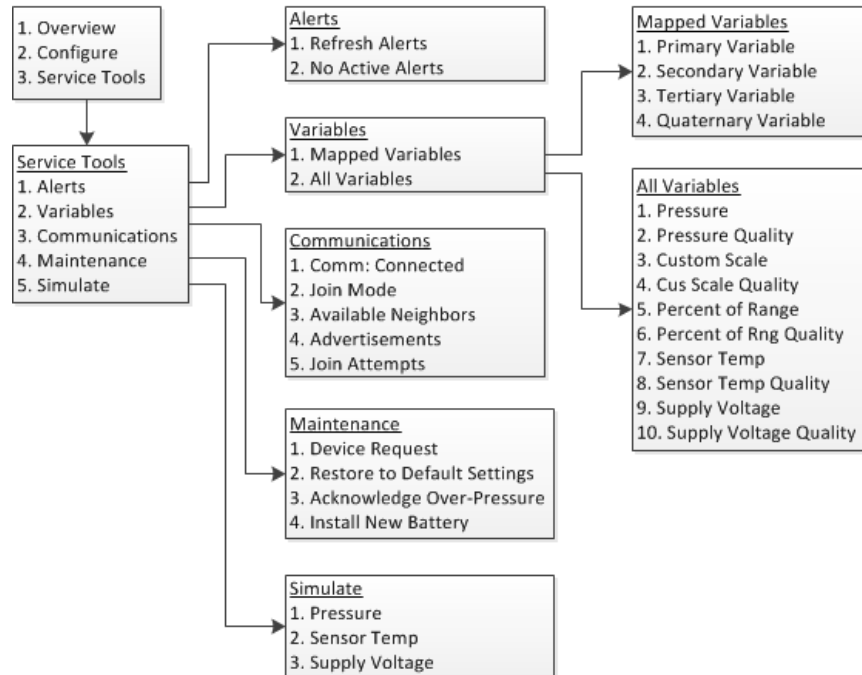 1. Overview
2. Configure
3. Service Tools
Service Tools
1. Alerts
2. Variables
3. Communications
4. Maintenance
5. Simulate
Alerts
1. Refresh Alerts
2. No Active Alerts
Variables
1. Mapped Variables
2. All Variables
Communications
1. Comm: Connected
2. Join Mode
3. Available Neighbors
4. Advertisements
5. Join Attempts
Maintenance
1. Device Request
2. Restore to Default Settings
3. Acknowledge Over-Pressure
4. Install New Battery
Simulate
1. Pressure
2. Sensor Temp
3. Supply Voltage
Mapped Variables
1. Primary Variable
2. Secondary Variable
3. Tertiary Variable
4. Quaternary Variable
All Variables
1. Pressure
2. Pressure Quality
3. Custom Scale
4. Cus Scale Quality
5. Percent of Range
6. Percent of Rng Quality
7. Sensor Temp
8. Sensor Temp Quality
9. Supply Voltage
10. Supply Voltage Quality